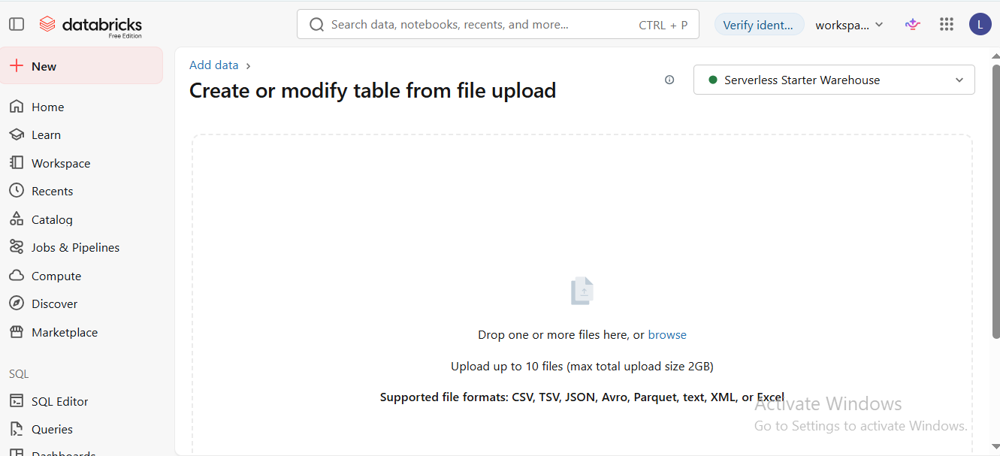 databricks
Free Edition
Search data, notebooks, recents, and more...
CTRL + P
Verify ident...
workspa...
L
New
Home
Learn
Workspace
Recents
Catalog
Jobs & Pipelines
Compute
Discover
Marketplace
SQL
SQL Editor
Queries
Dashboards
Add data ›
Create or modify table from file upload
Serverless Starter Warehouse
Drop one or more files here, or browse
Upload up to 10 files (max total upload size 2GB)
Supported file formats: CSV, TSV, JSON, Avro, Parquet, text, XML, or Excel
Activate Windows
Go to Settings to activate Windows.